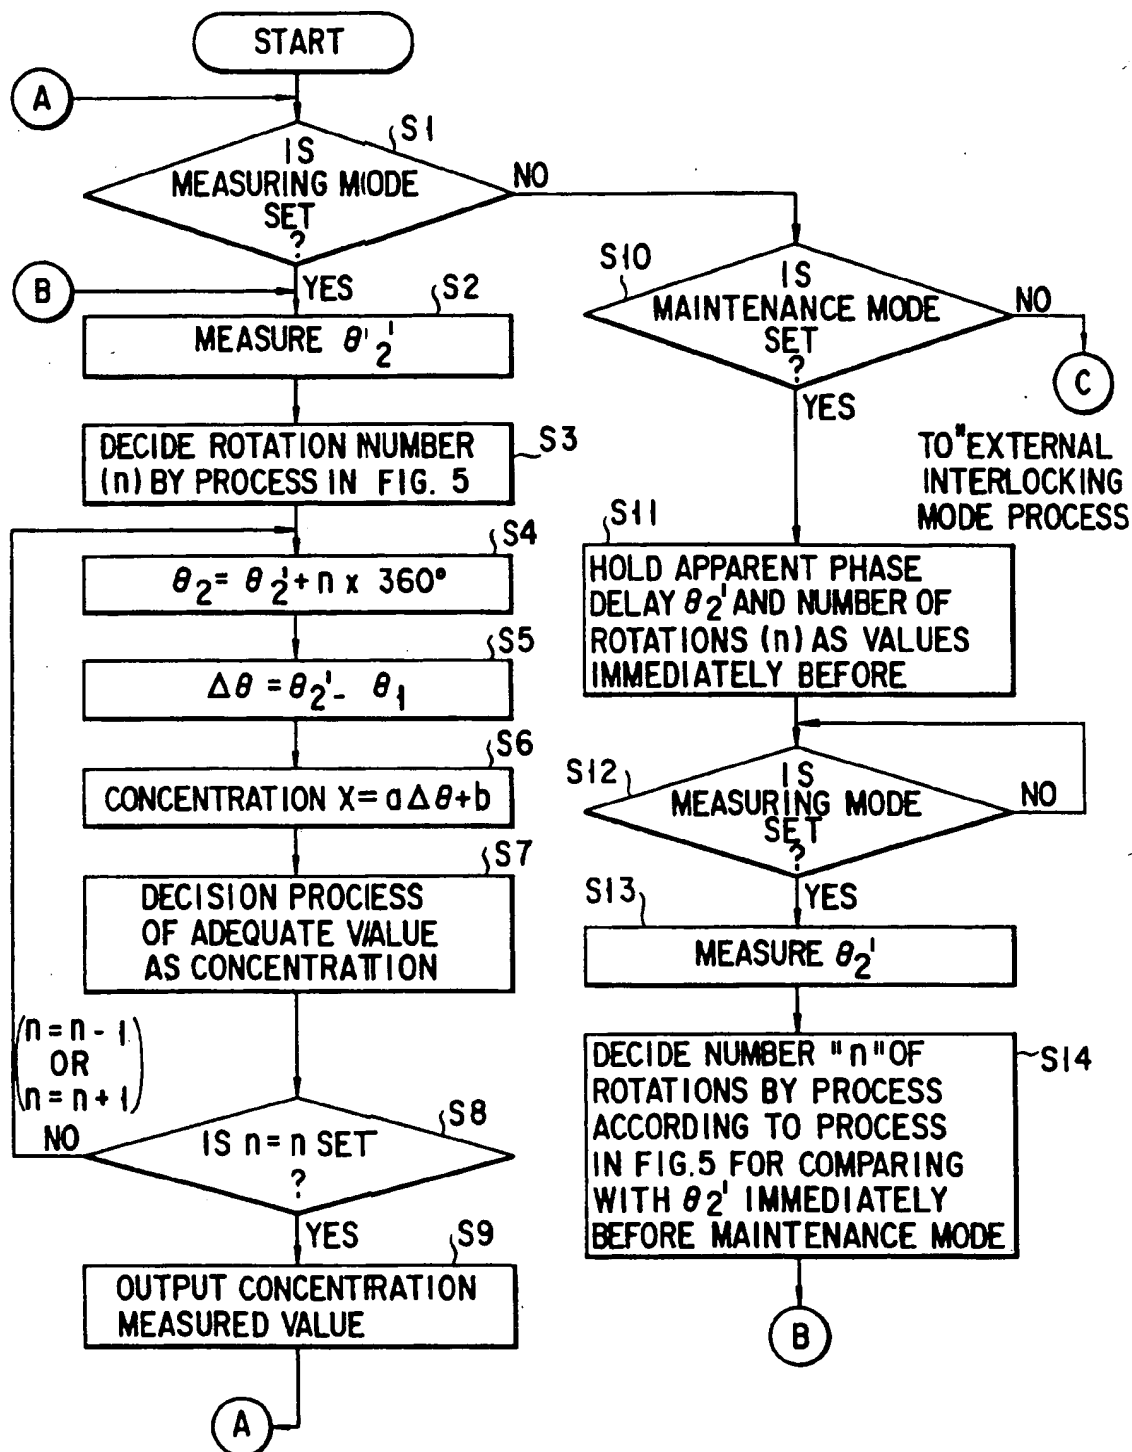 START
A
S1
IS
MEASURING MODE
SET
?
NO
YES
B
S2
MEASURE θ2'
DECIDE ROTATION NUMBER
(n) BY PROCESS IN FIG. 5
S3
S4
θ2 = θ2' + n x 360°
S5
Δθ = θ2' - θ1
S6
CONCENTRATION X = aΔθ+b
S7
DECISION PROCESS
OF ADEQUATE VALUE
AS CONCENTRATION
(n = n - 1
OR
n = n + 1)
NO
S8
IS n = n SET
?
YES
S9
OUTPUT CONCENTRATION
MEASURED VALUE
A
S10
IS
MAINTENANCE MODE
SET
?
NO
YES
C
TO "EXTERNAL
INTERLOCKING
MODE PROCESS
S11
HOLD APPARENT PHASE
DELAY θ2' AND NUMBER OF
ROTATIONS (n) AS VALUES
IMMEDIATELY BEFORE
S12
IS
MEASURING MODE
SET
?
NO
YES
S13
MEASURE θ2'
S14
DECIDE NUMBER "n" OF
ROTATIONS BY PROCESS
ACCORDING TO PROCESS
IN FIG.5 FOR COMPARING
WITH θ2' IMMEDIATELY
BEFORE MAINTENANCE MODE
B